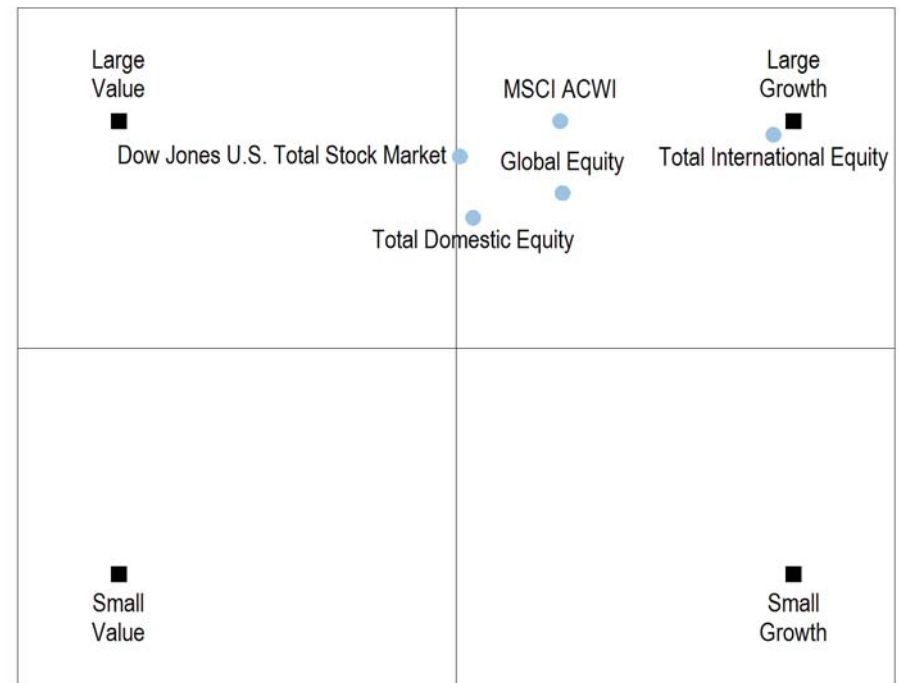 Large
Value
MSCI ACWI
Large
Growth
Dow Jones U.S. Total Stock Market
Global Equity
Total International Equity
Total Domestic Equity
Small
Value
Small
Growth